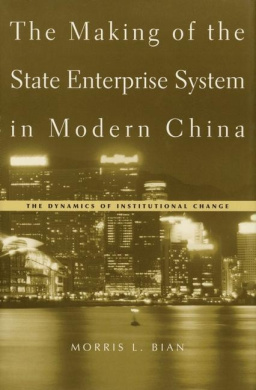 The Making of the
State Enterprise System
in Modern China
THE DYNAMICS OF INSTITUTIONAL CHANGE
MORRIS L. BIAN